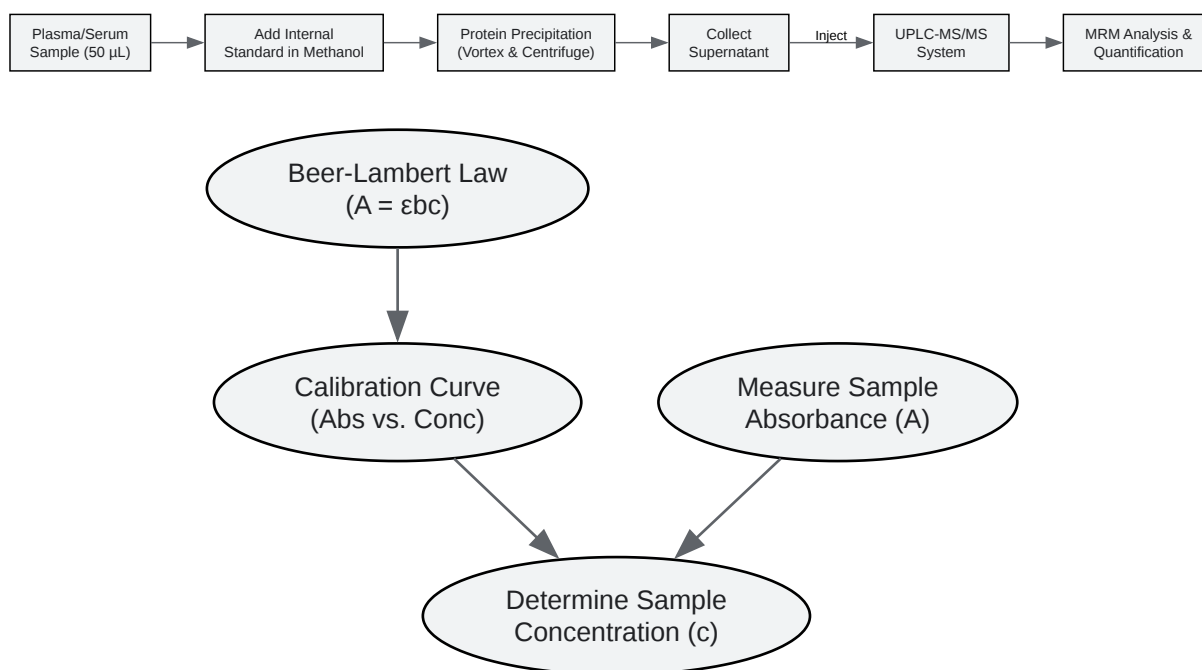 Plasma/Serum
Sample (50 µL)
Add Internal
Standard in Methanol
Protein Precipitation
(Vortex & Centrifuge)
Collect
Supernatant
Inject
UPLC-MS/MS
System
MRM Analysis &
Quantification
Beer-Lambert Law
(A = εbc)
Calibration Curve
(Abs vs. Conc)
Measure Sample
Absorbance (A)
Determine Sample
Concentration (c)